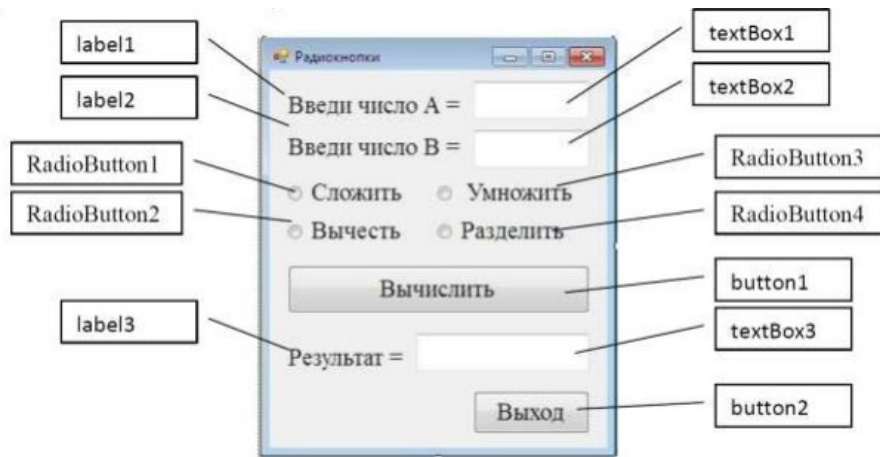 label1
textBox1
Радиокнопки
label2
textBox2
Введи число А =
Введи число В =
RadioButton1
RadioButton3
Сложить
Умножить
RadioButton2
RadioButton4
Вычесть
Разделить
Вычислить
button1
label3
textBox3
Результат =
Выход
button2